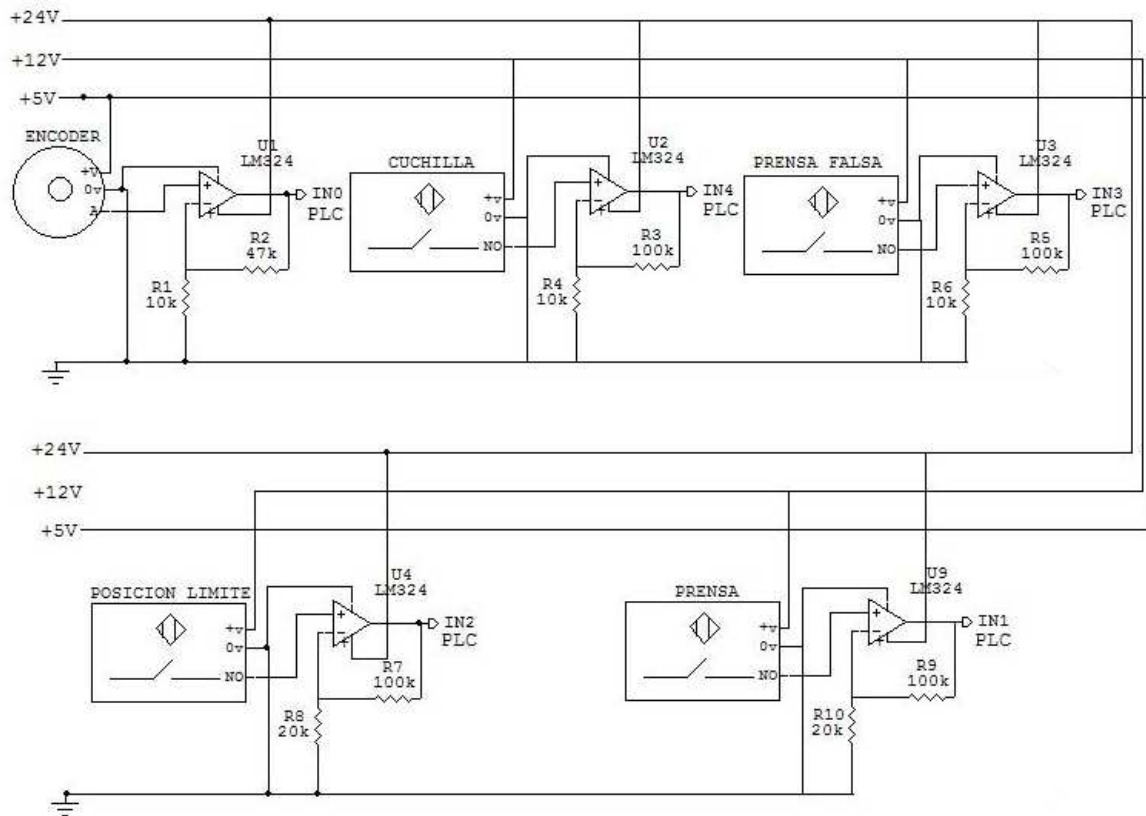 +24V
+12V
+5V
ENCODER
+V
0v
A
U1
LM324
IN0
PLC
R2
47k
R1
10k
CUCHILLA
+v
0v
NO
U2
LM324
IN4
PLC
R3
100k
R4
10k
PRENSA FALSA
+v
0v
NO
U3
LM324
IN3
PLC
R5
100k
R6
10k
+24V
+12V
+5V
POSICION LIMITE
+v
0v
NO
U4
LM324
IN2
PLC
R7
100k
R8
20k
PRENSA
+v
0v
NO
U9
LM324
IN1
PLC
R9
100k
R10
20k